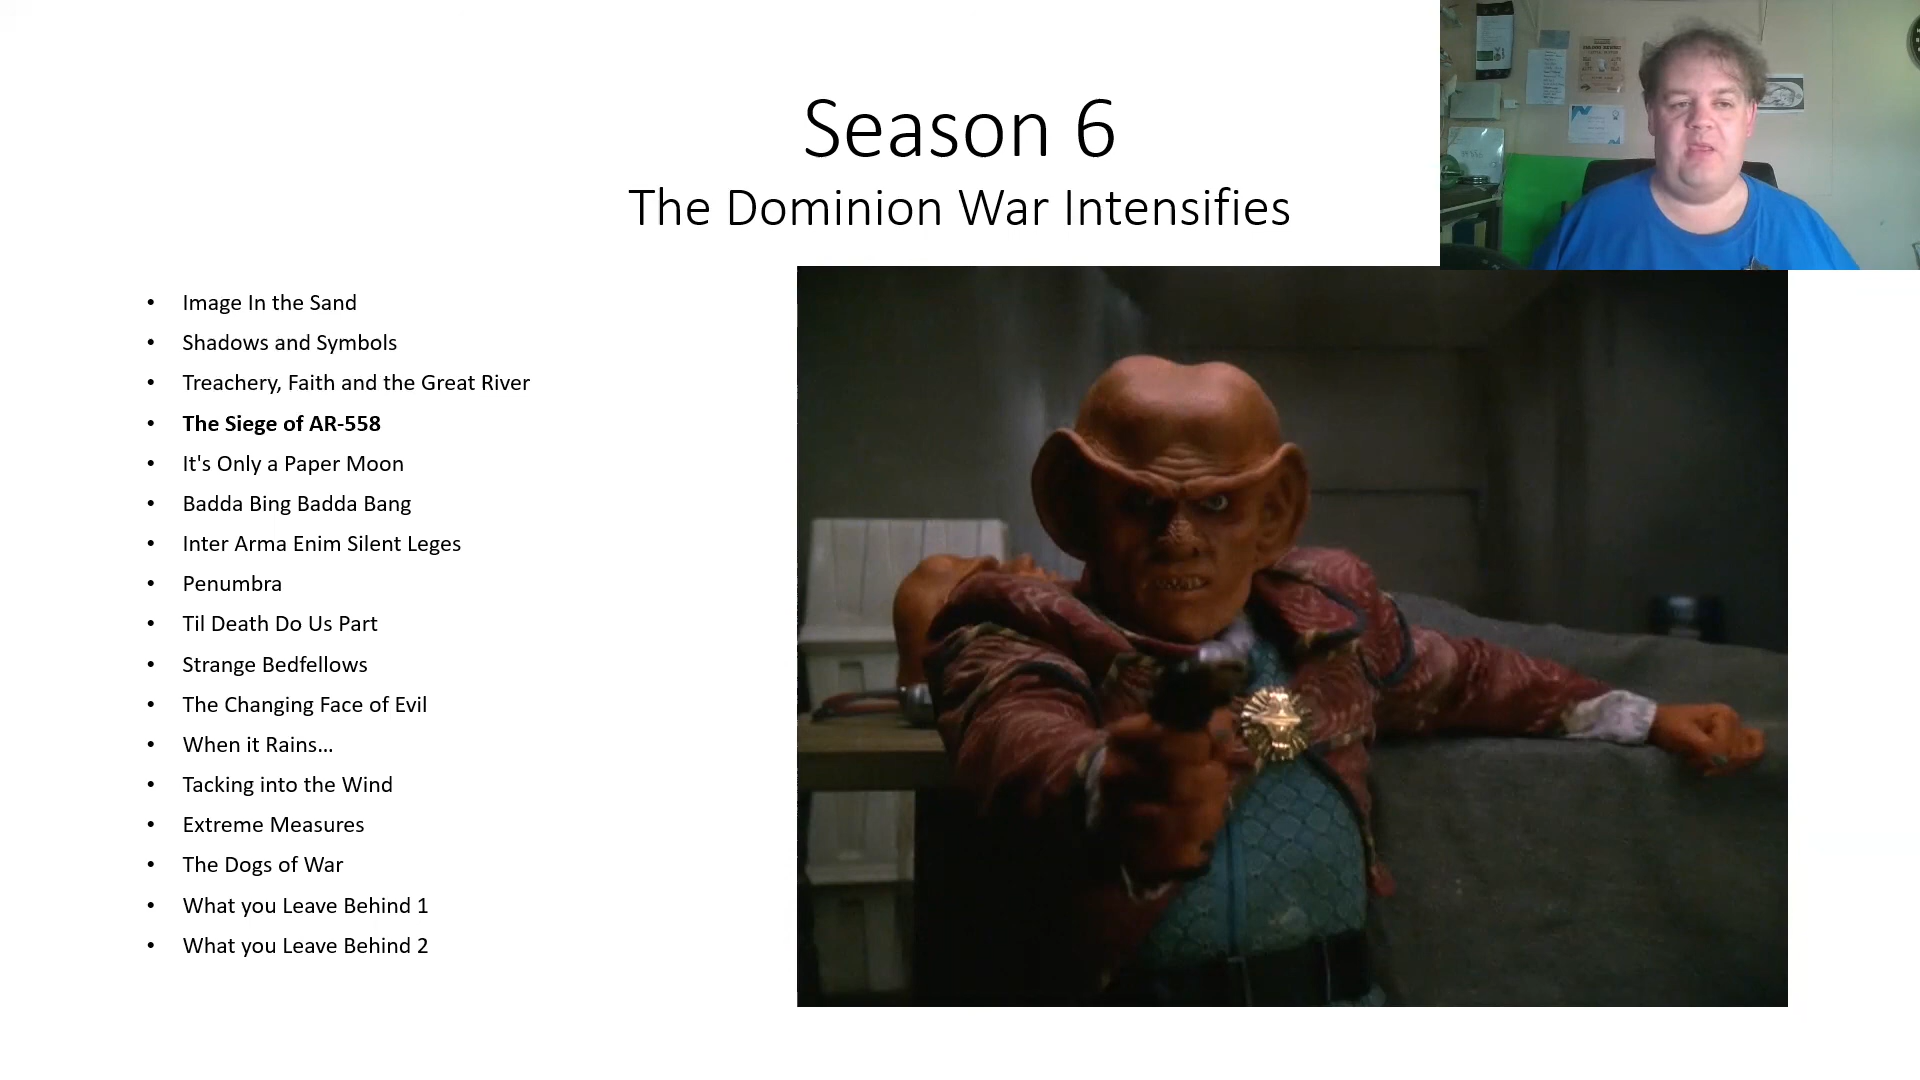 Season 6
The Dominion War Intensifies
• Image In the Sand
• Shadows and Symbols
• Treachery, Faith and the Great River
• The Siege of AR-558
• It's Only a Paper Moon
• Badda Bing Badda Bang
• Inter Arma Enim Silent Leges
• Penumbra
• Til Death Do Us Part
• Strange Bedfellows
• The Changing Face of Evil
• When it Rains...
• Tacking into the Wind
• Extreme Measures
• The Dogs of War
• What you Leave Behind 1
• What you Leave Behind 2